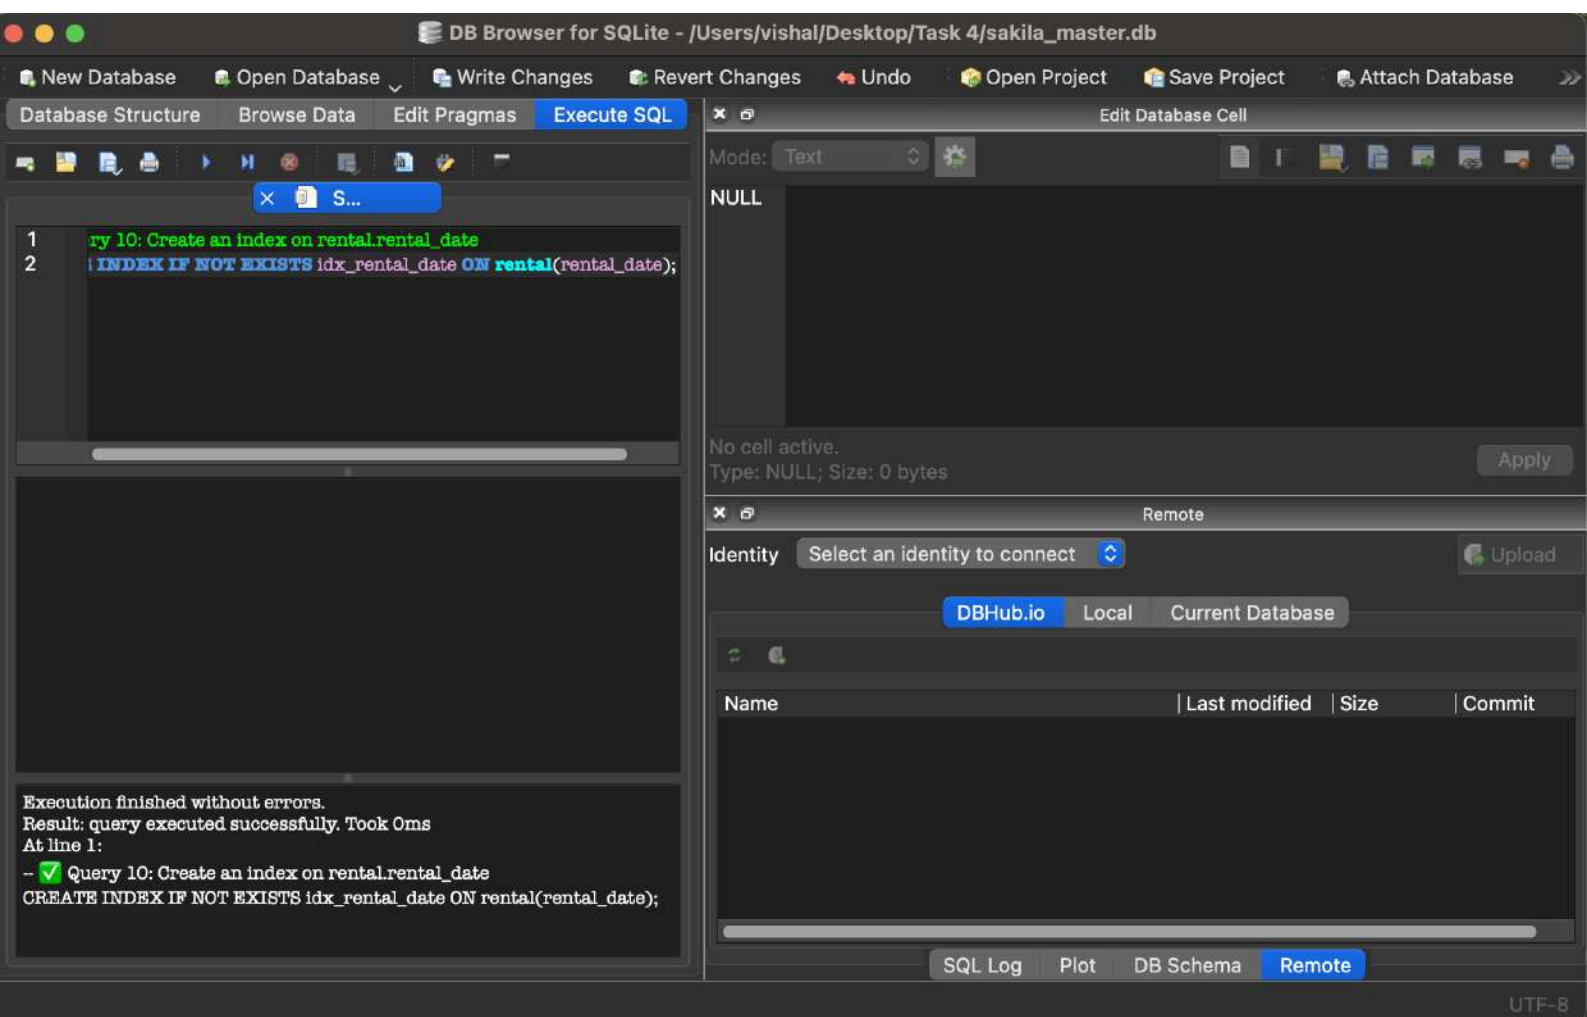 DB Browser for SQLite - /Users/vishal/Desktop/Task 4/sakila_master.db
New Database Open Database Write Changes Revert Changes Undo Open Project Save Project Attach Database »
Database Structure Browse Data Edit Pragmas Execute SQL
Edit Database Cell
Mode: Text
S...
NULL
1 ry 10: Create an index on rental.rental_date
2 INDEX IF NOT EXISTS idx_rental_date ON rental(rental_date);
No cell active.
Type: NULL; Size: 0 bytes
Apply
Remote
Identity Select an identity to connect Upload
DBHub.io Local Current Database
Name Last modified Size Commit
Execution finished without errors.
Result: query executed successfully. Took 0ms
At line 1:
-- ✅ Query 10: Create an index on rental.rental_date
CREATE INDEX IF NOT EXISTS idx_rental_date ON rental(rental_date);
SQL Log Plot DB Schema Remote
UTF-8